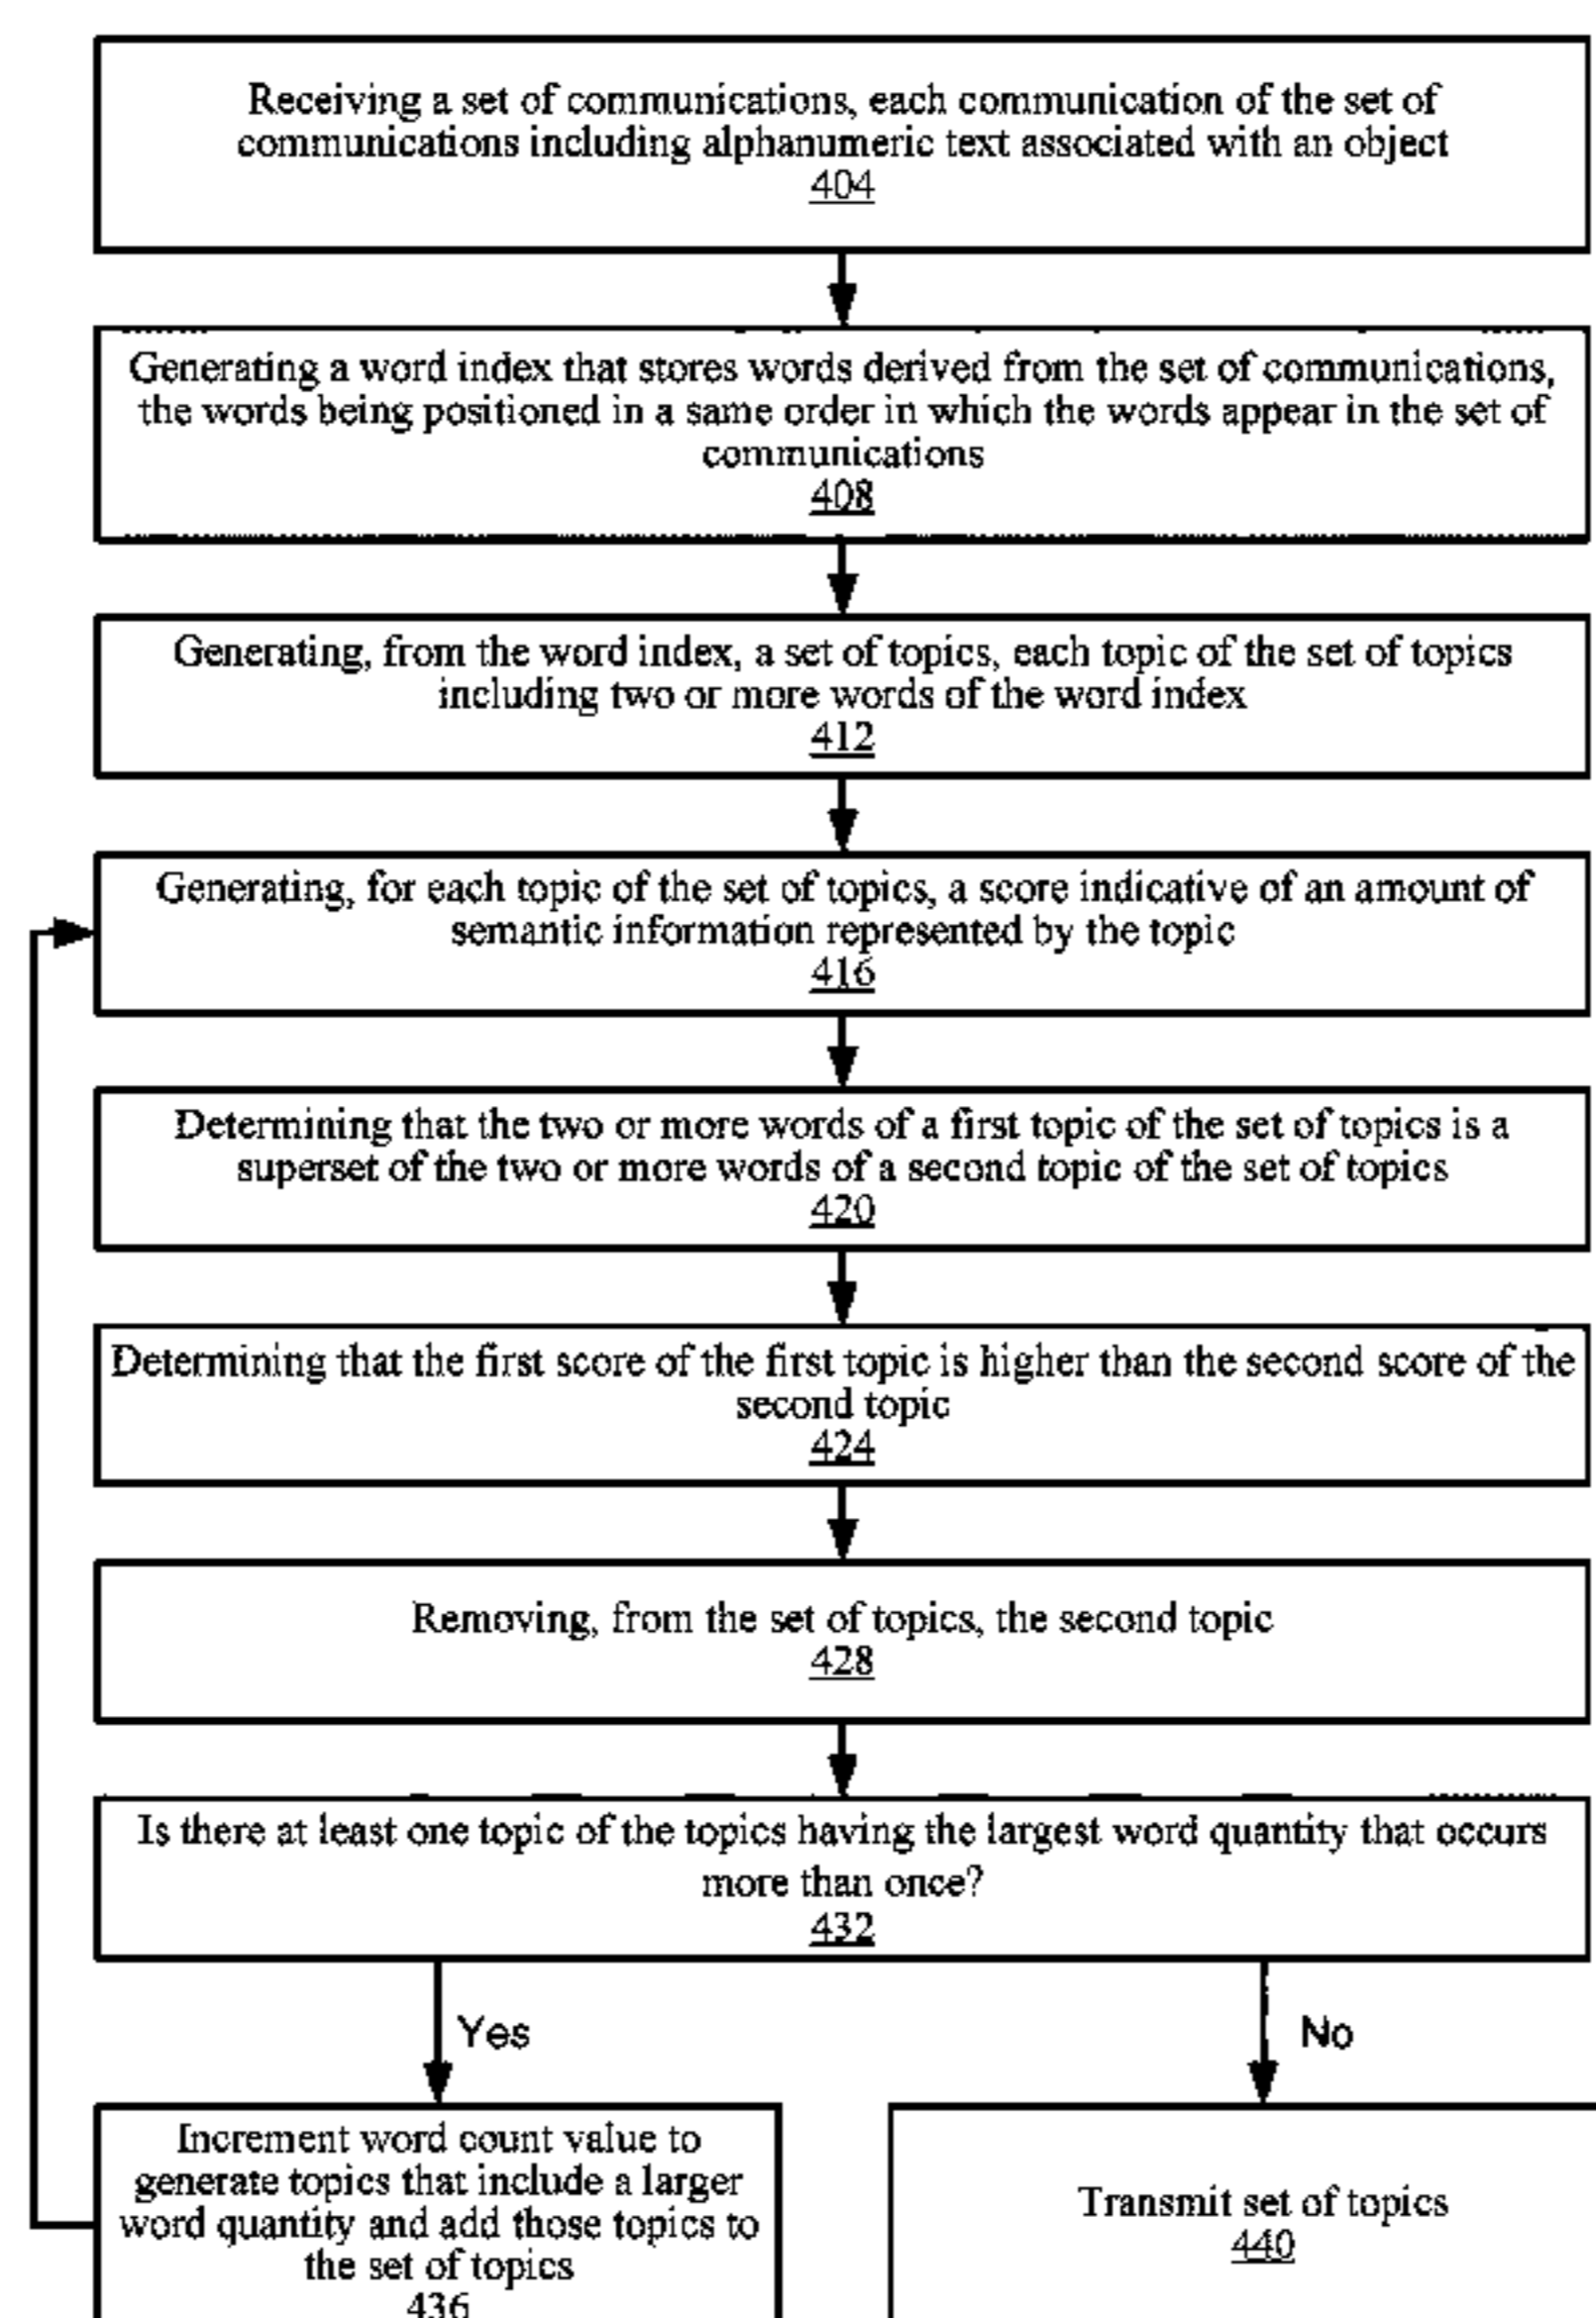 Receiving a set of communications, each communication of the set of
communications including alphanumeric text associated with an object
404
Generating a word index that stores words derived from the set of communications,
the words being positioned in a same order in which the words appear in the set of
communications
408
Generating, from the word index, a set of topics, each topic of the set of topics
including two or more words of the word index
412
Generating, for each topic of the set of topics, a score indicative of an amount of
semantic information represented by the topic
416
Determining that the two or more words of a first topic of the set of topics is a
superset of the two or more words of a second topic of the set of topics
420
Determining that the first score of the first topic is higher than the second score of the
second topic
424
Removing, from the set of topics, the second topic
428
Is there at least one topic of the topics having the largest word quantity that occurs
more than once?
432
Yes
No
Increment word count value to
generate topics that include a larger
word quantity and add those topics to
the set of topics
436
Transmit set of topics
440